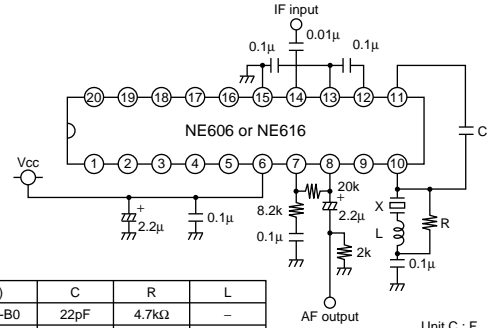 IF input
0.01μ
0.1μ
0.1μ
20 19 18 17 16 15 14 13 12 11
C
NE606 or NE616
1 2 3 4 5 6 7 8 9 10
Vcc
20k
+
2.2μ
0.1μ
8.2k
+
2.2μ
X
L
R
0.1μ
2k
0.1μ
AF output
) C R L
-B0 22pF 4.7kΩ –
Unit C : F